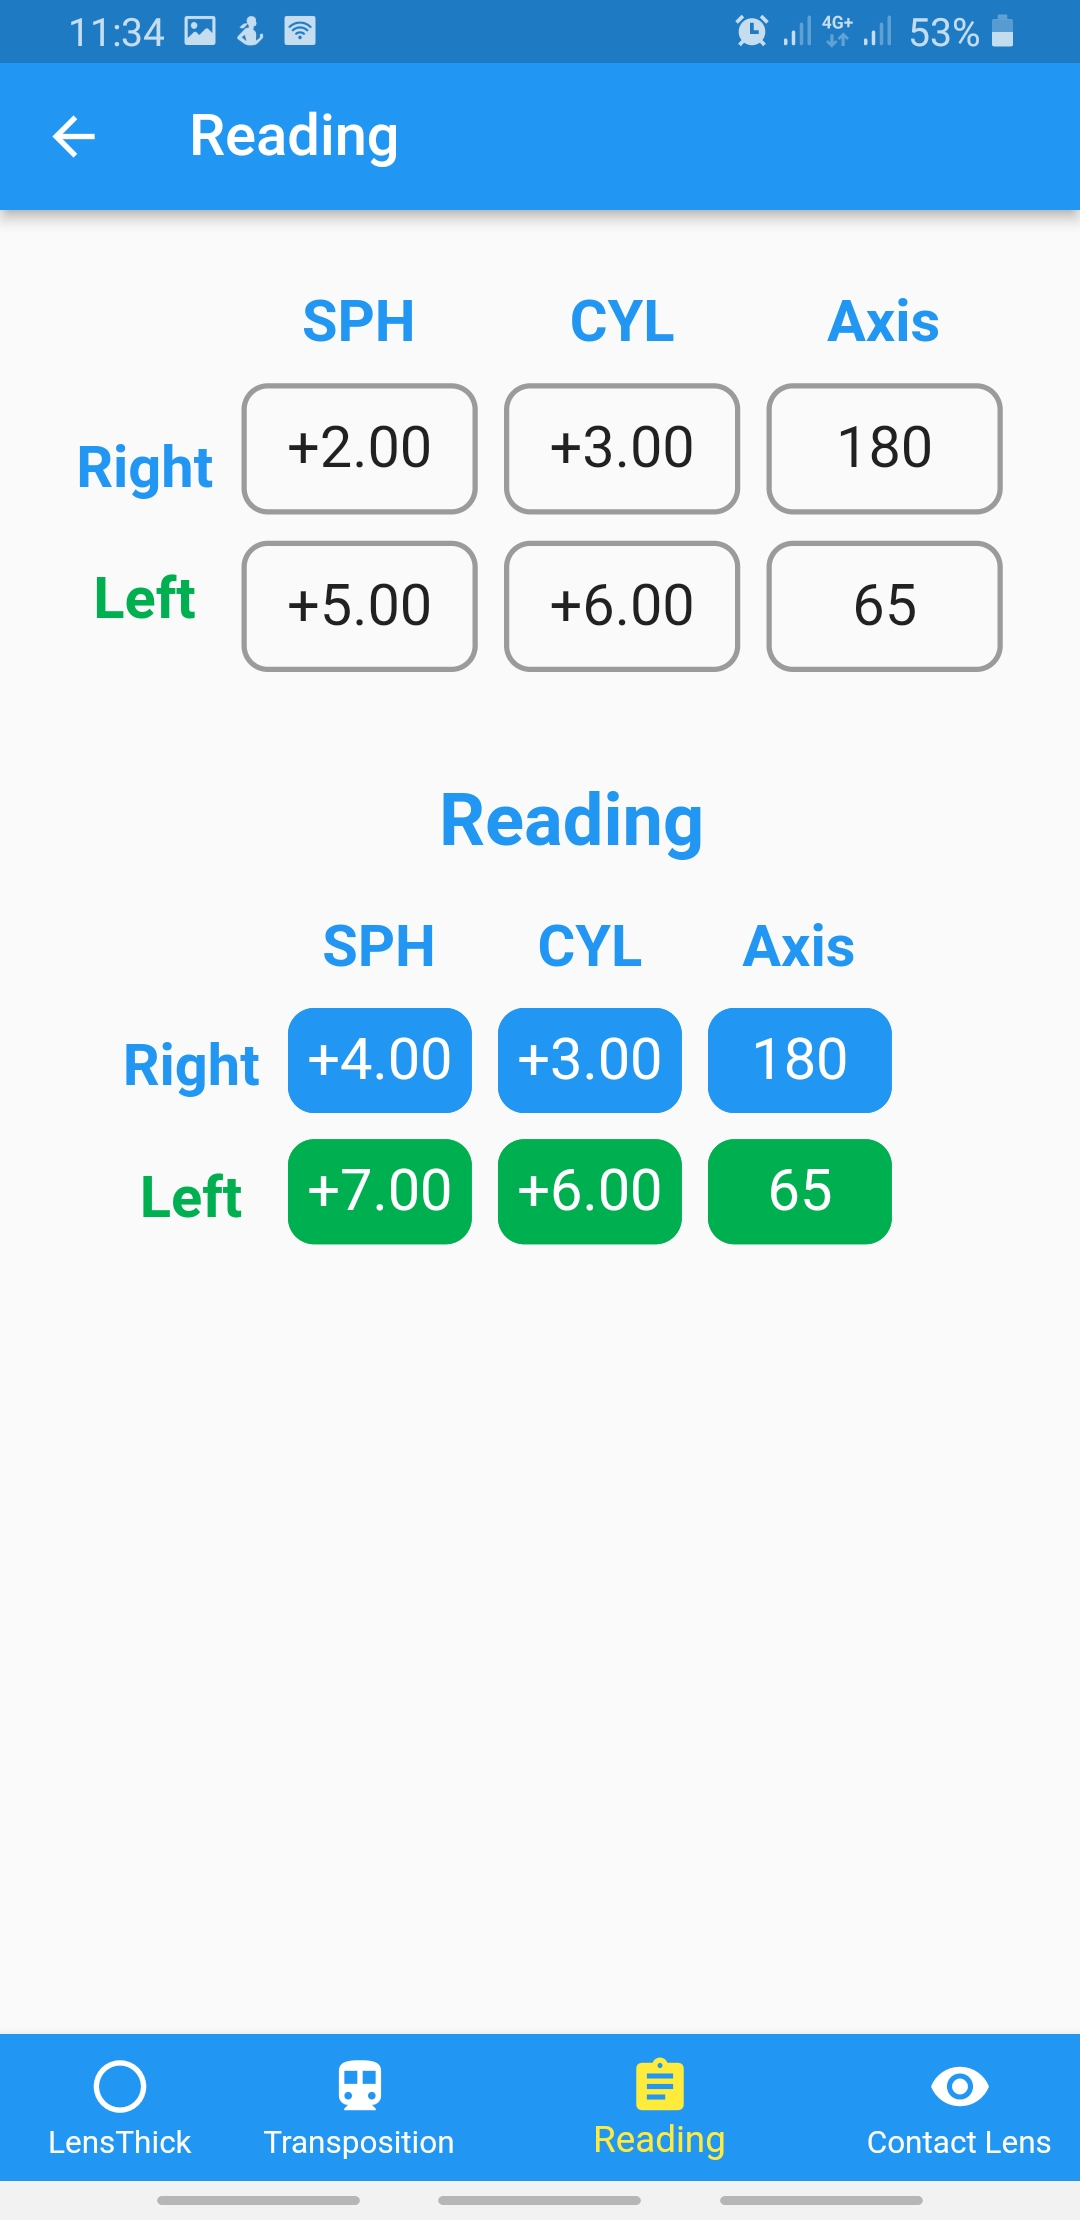 11:34 4G+ 53%
Reading
SPH CYL Axis
Right +2.00 +3.00 180
Left +5.00 +6.00 65
Reading
SPH CYL Axis
Right +4.00 +3.00 180
Left +7.00 +6.00 65
LensThick Transposition Reading Contact Lens